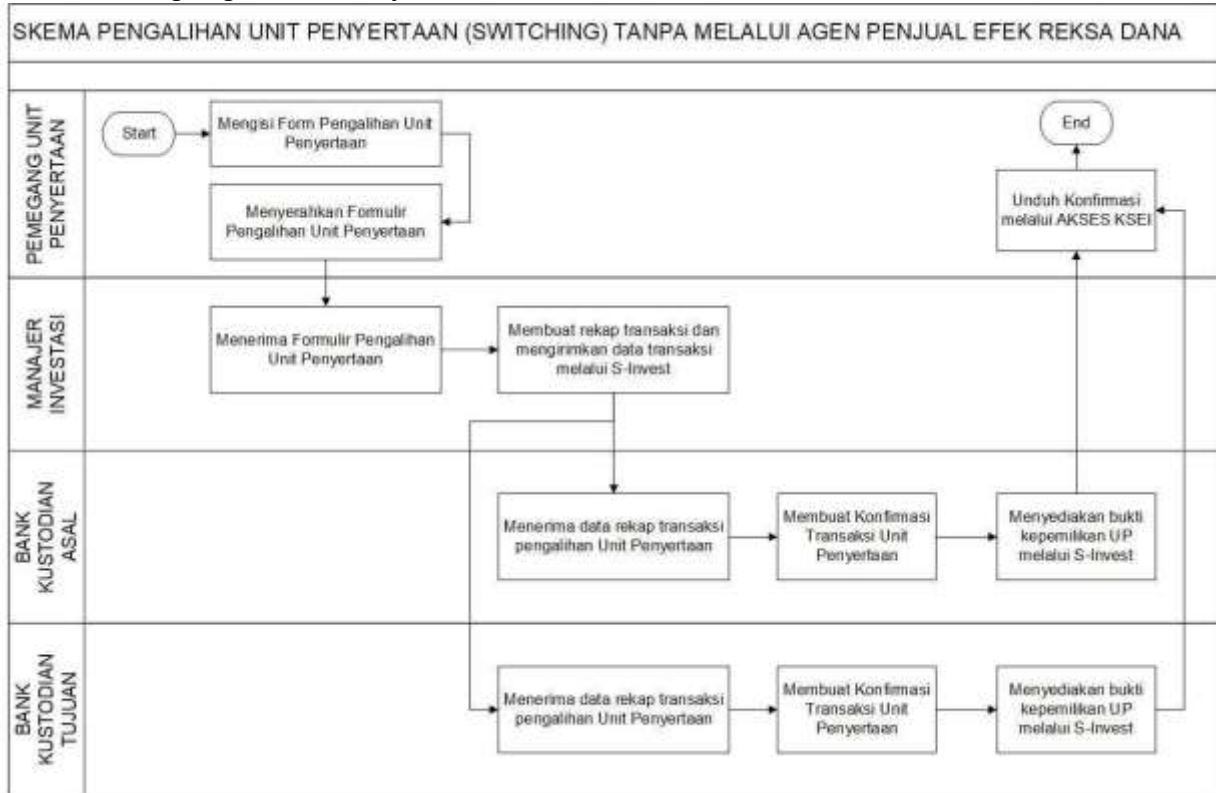 SKEMA PENGALIHAN UNIT PENYERTAAN (SWITCHING) TANPA MELALUI AGEN PENJUAL EFEK REKSA DANA
PEMEGANG UNIT
PENYERTAAN
Start
Mengisi Form Pengalihan Unit
Penyertaan
Menyerahkan Formulir
Pengalihan Unit Penyertaan
End
Unduh Konfirmasi
melalui AKSES KSEI
MANAJER
INVESTASI
Menerima Formulir Pengalihan
Unit Penyertaan
Membuat rekap transaksi dan
mengirimkan data transaksi
melalui S-Invest
BANK
KUSTODIAN
ASAL
Menerima data rekap transaksi
pengalihan Unit Penyertaan
Membuat Konfirmasi
Transaksi Unit
Penyertaan
Menyediakan bukti
kepemilikan UP
melalui S-Invest
BANK
KUSTODIAN
TUJUAN
Menerima data rekap transaksi
pengalihan Unit Penyertaan
Membuat Konfirmasi
Transaksi Unit
Penyertaan
Menyediakan bukti
kepemilikan UP
melalui S-Invest